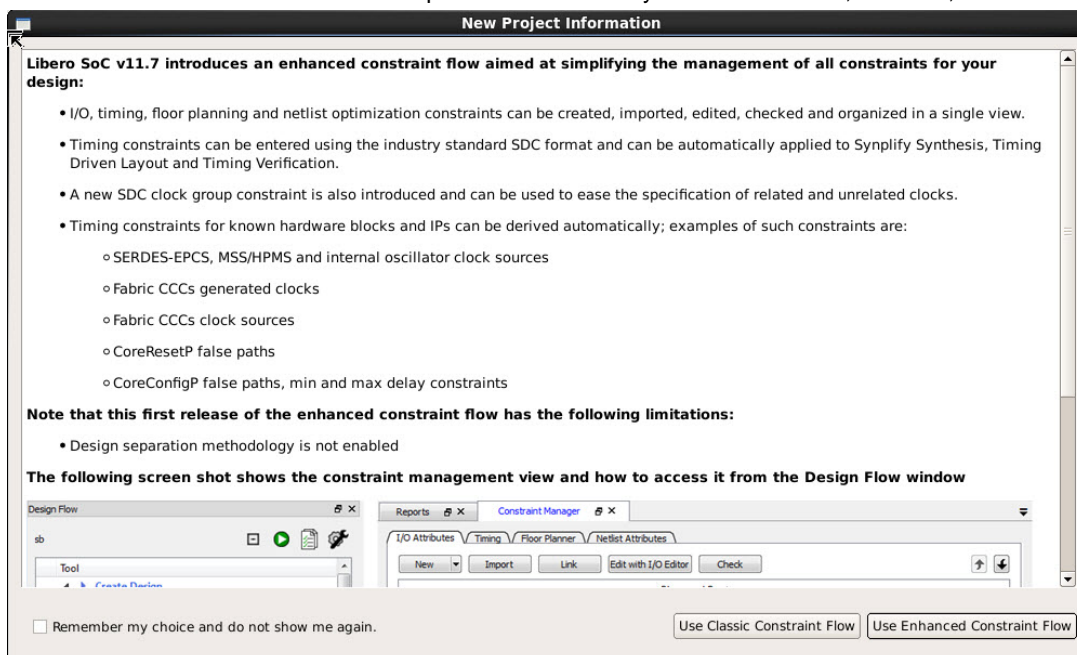 New Project Information
Libero SoC v11.7 introduces an enhanced constraint flow aimed at simplifying the management of all constraints for your
design:
• I/O, timing, floor planning and netlist optimization constraints can be created, imported, edited, checked and organized in a single view.
• Timing constraints can be entered using the industry standard SDC format and can be automatically applied to Synplify Synthesis, Timing
Driven Layout and Timing Verification.
• A new SDC clock group constraint is also introduced and can be used to ease the specification of related and unrelated clocks.
• Timing constraints for known hardware blocks and IPs can be derived automatically; examples of such constraints are:
○ SERDES-EPCS, MSS/HPMS and internal oscillator clock sources
○ Fabric CCCs generated clocks
○ Fabric CCCs clock sources
○ CoreResetP false paths
○ CoreConfigP false paths, min and max delay constraints
Note that this first release of the enhanced constraint flow has the following limitations:
• Design separation methodology is not enabled
The following screen shot shows the constraint management view and how to access it from the Design Flow window
Design Flow
Reports Constraint Manager
sb
I/O Attributes Timing Floor Planner Netlist Attributes
Tool
New Import Link Edit with I/O Editor Check
Create Design
Remember my choice and do not show me again.
Use Classic Constraint Flow Use Enhanced Constraint Flow